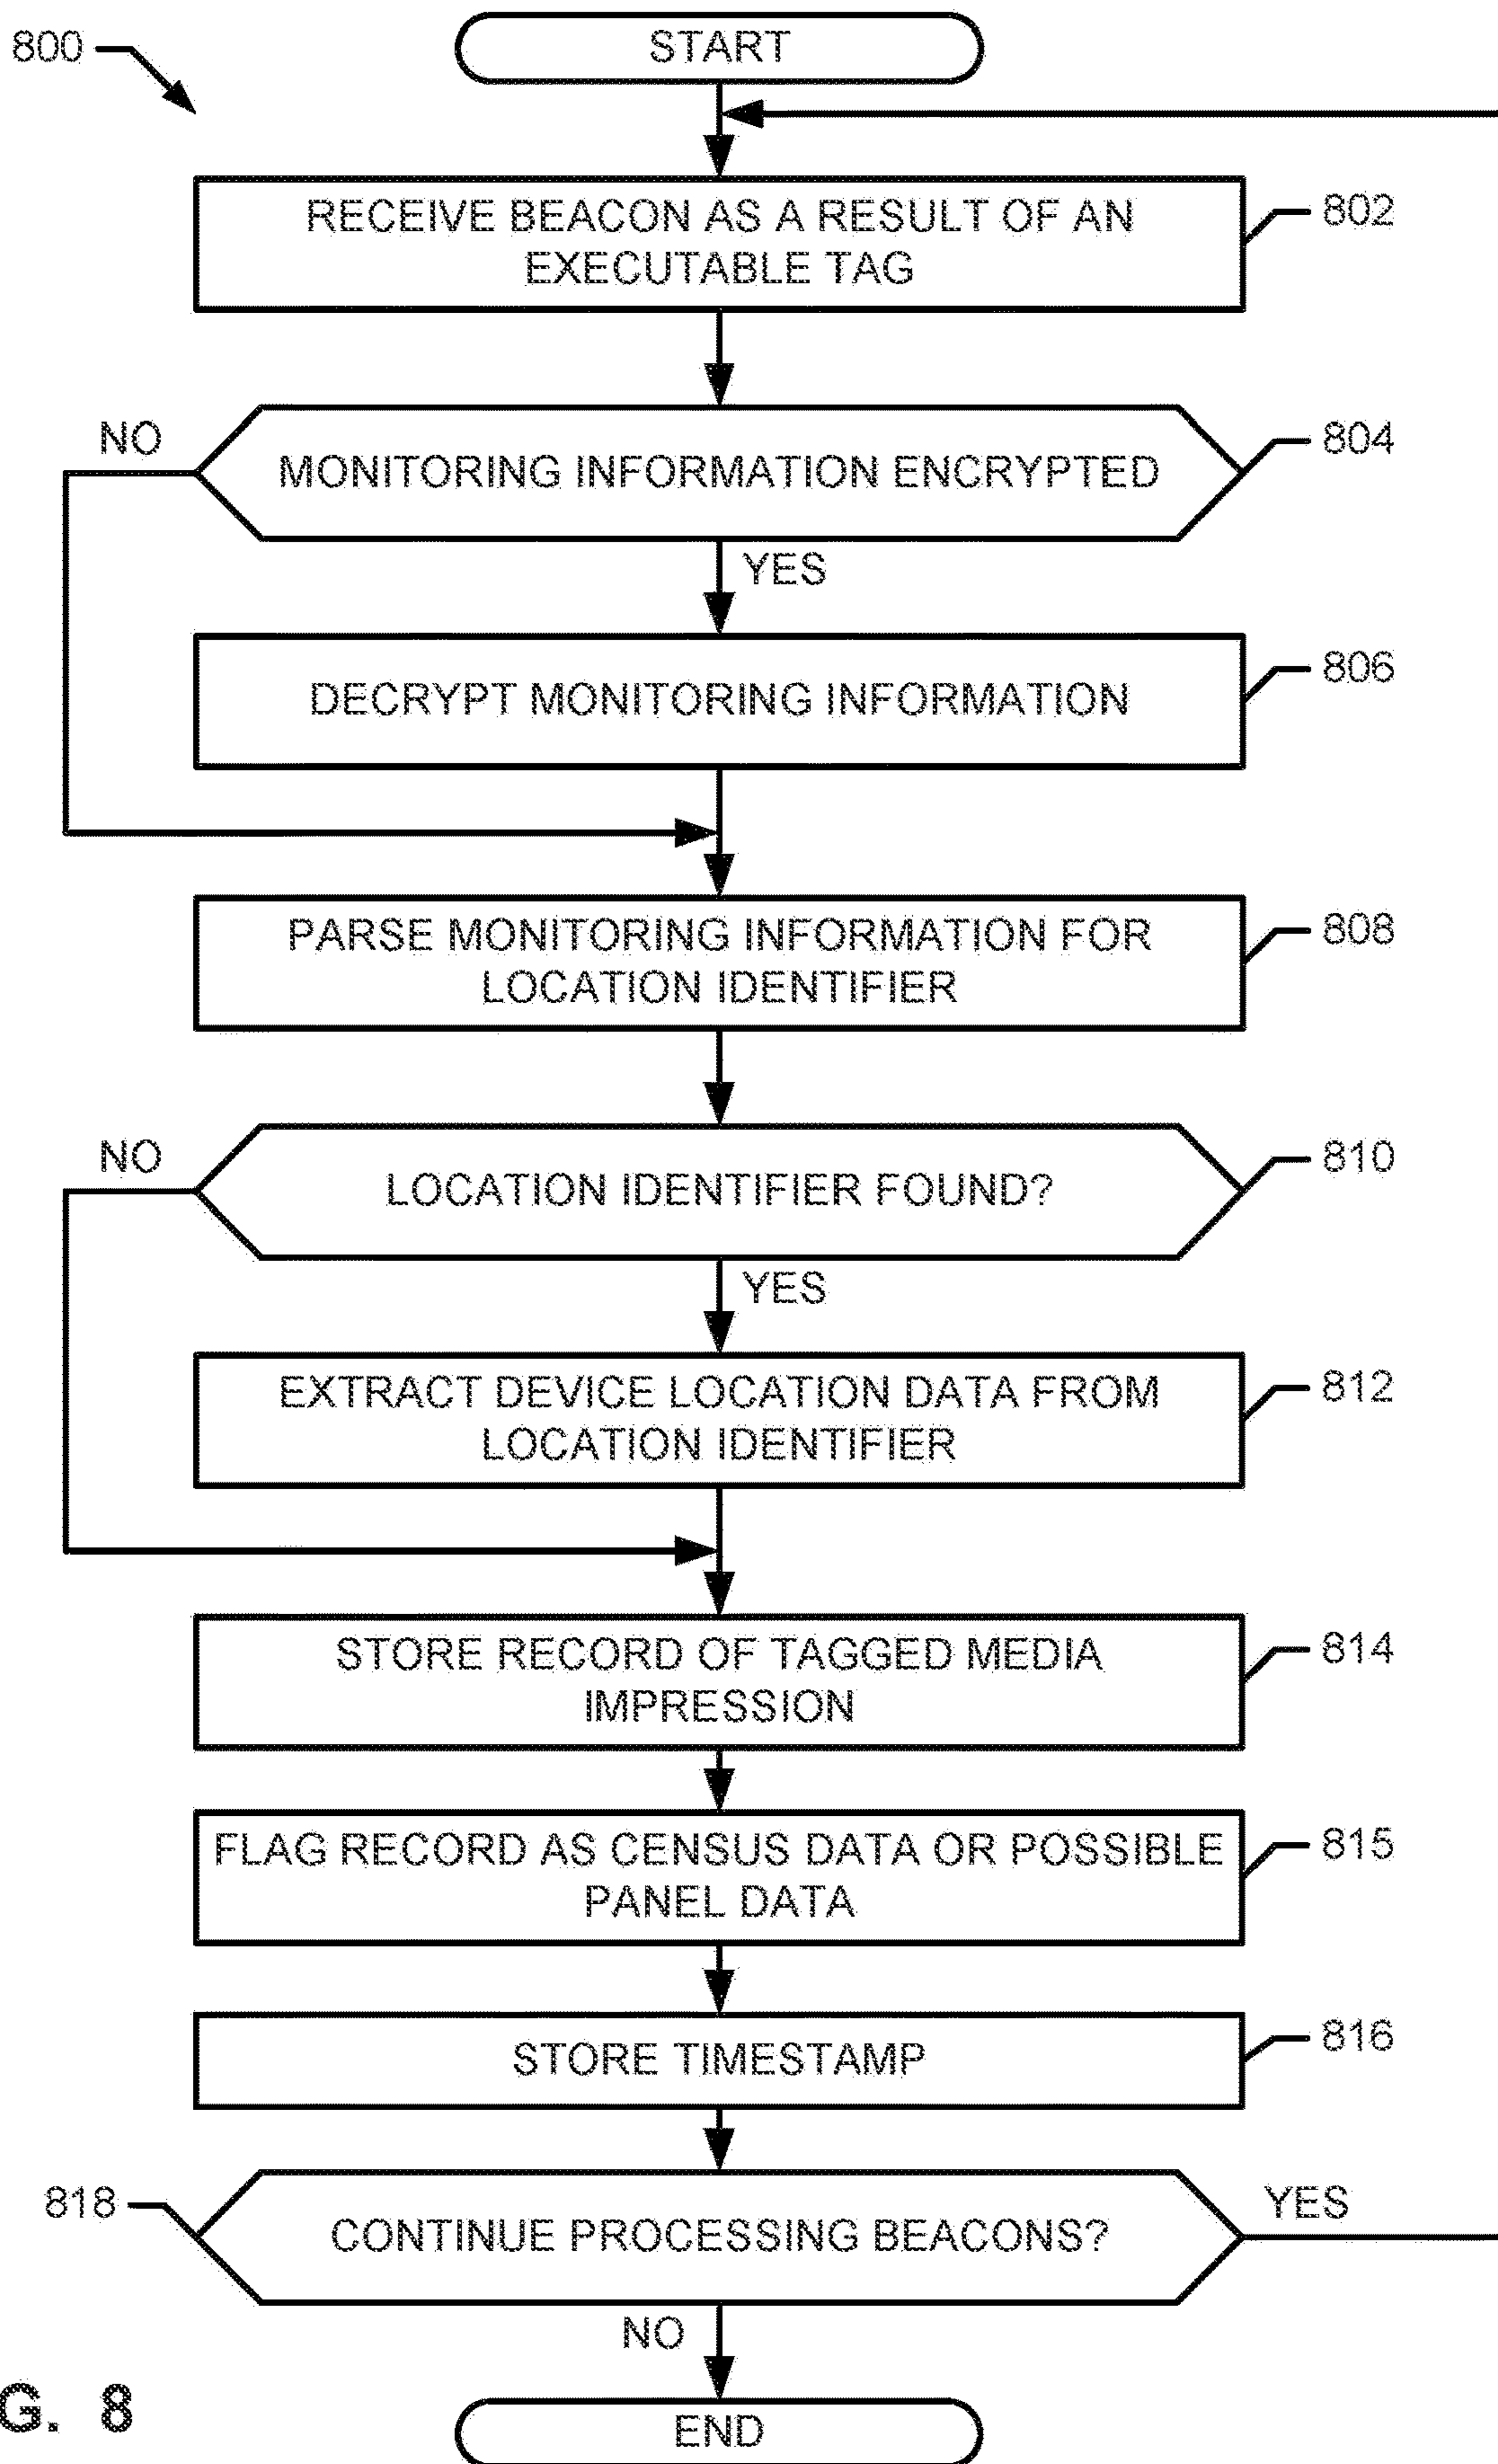 800
START
RECEIVE BEACON AS A RESULT OF AN
EXECUTABLE TAG
802
NO
MONITORING INFORMATION ENCRYPTED
804
YES
DECRYPT MONITORING INFORMATION
806
PARSE MONITORING INFORMATION FOR
LOCATION IDENTIFIER
808
NO
LOCATION IDENTIFIER FOUND?
810
YES
EXTRACT DEVICE LOCATION DATA FROM
LOCATION IDENTIFIER
812
STORE RECORD OF TAGGED MEDIA
IMPRESSION
814
FLAG RECORD AS CENSUS DATA OR POSSIBLE
PANEL DATA
815
STORE TIMESTAMP
816
818
CONTINUE PROCESSING BEACONS?
YES
NO
G. 8
END